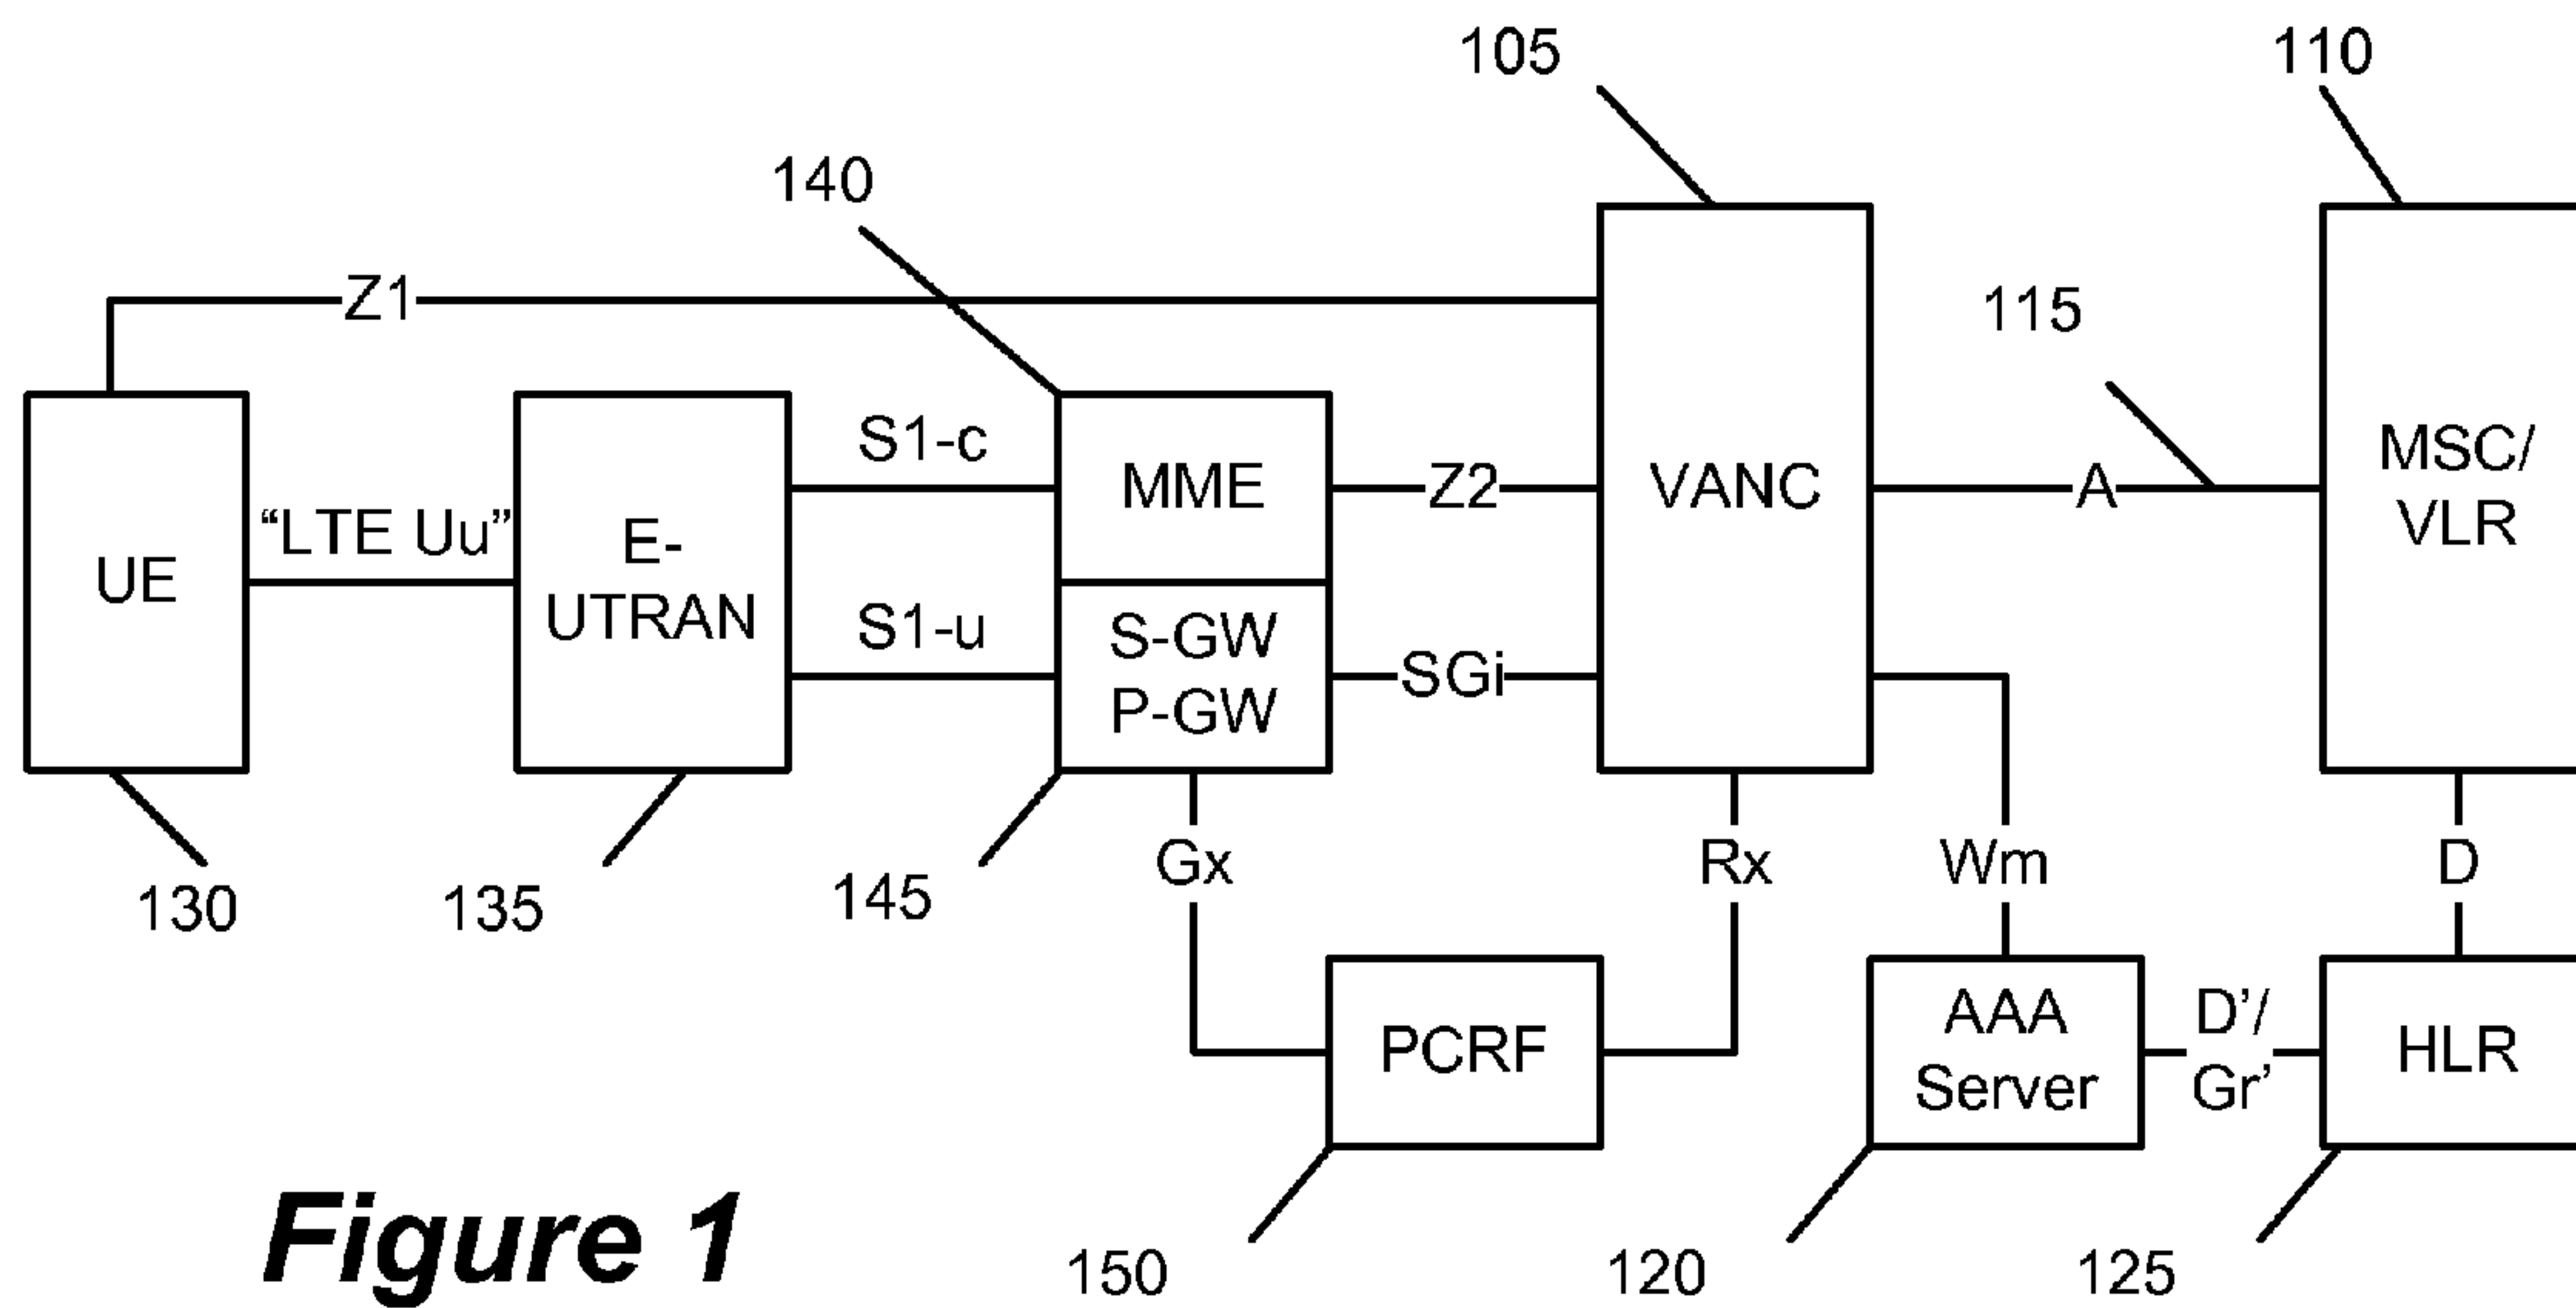 105
110
140
Z1
115
S1-c
MME
Z2
VANC
A
MSC/
VLR
“LTE Uu”
UE
E-
UTRAN
S1-u
S-GW
P-GW
SGi
130
135
145
Gx
Rx
Wm
D
PCRF
AAA
Server
D’/
Gr’
HLR
Figure 1
150
120
125